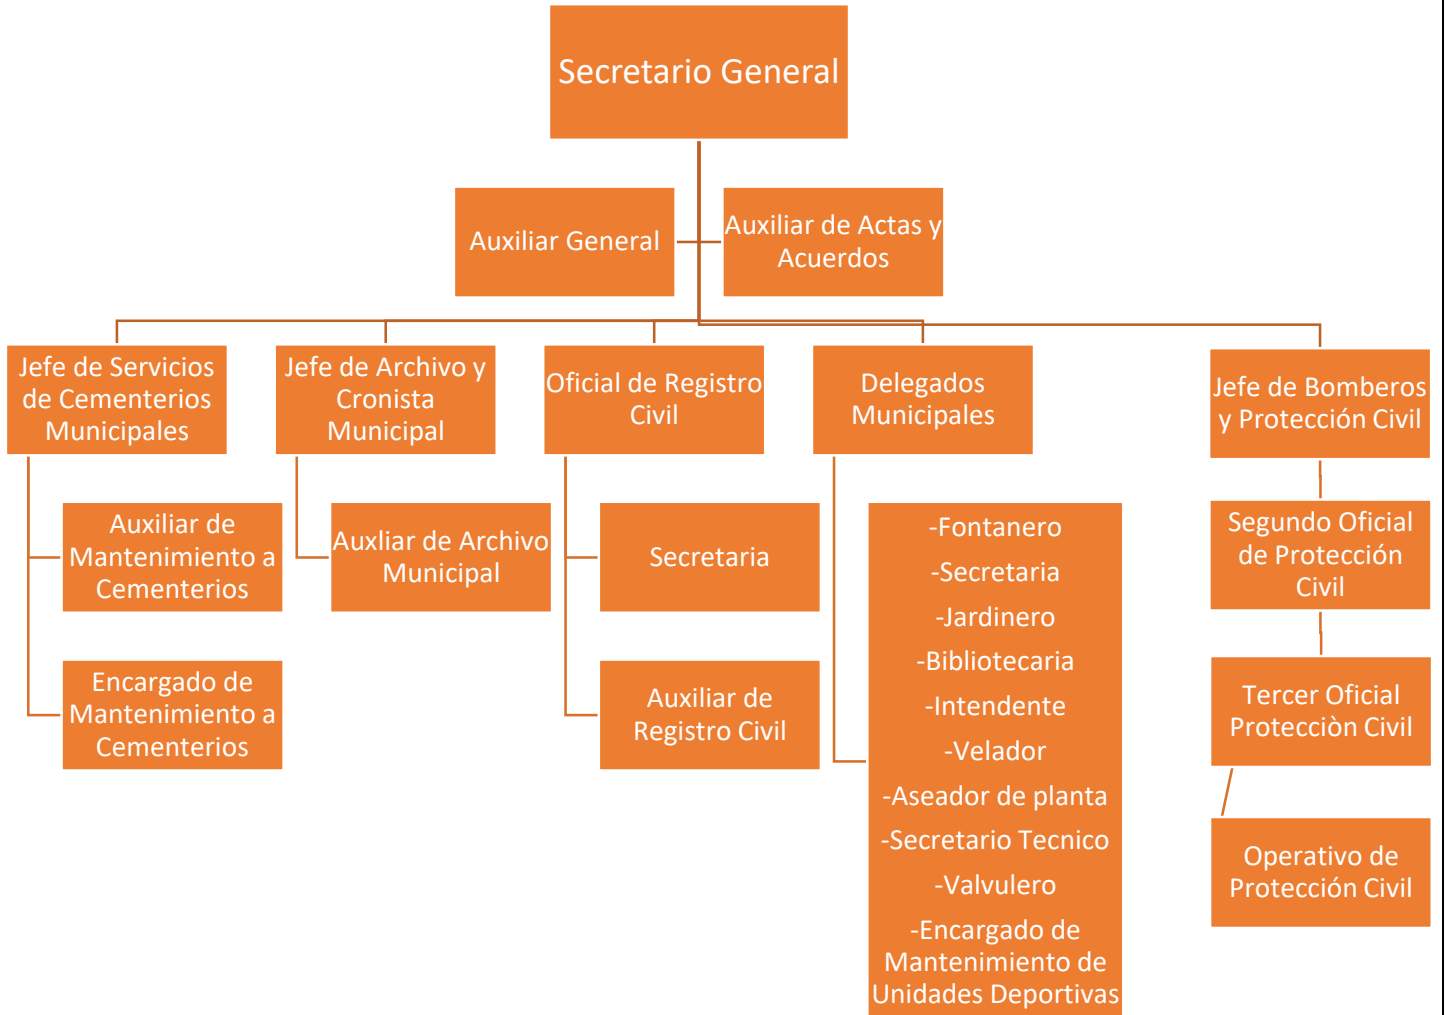 Secretario General
Auxiliar General
Auxiliar de Actas y
Acuerdos
Jefe de Servicios
de Cementerios
Municipales
Jefe de Archivo y
Cronista
Municipal
Oficial de Registro
Civil
Delegados
Municipales
Jefe de Bomberos
y Protección Civil
Auxiliar de
Mantenimiento a
Cementerios
Encargado de
Mantenimiento a
Cementerios
Auxliar de Archivo
Municipal
Secretaria
Auxiliar de
Registro Civil
-Fontanero
-Secretaria
-Jardinero
-Bibliotecaria
-Intendente
-Velador
-Aseador de planta
-Secretario Tecnico
-Valvulero
-Encargado de
Mantenimiento de
Unidades Deportivas
Segundo Oficial
de Protección
Civil
Tercer Oficial
Protecciòn Civil
Operativo de
Protección Civil